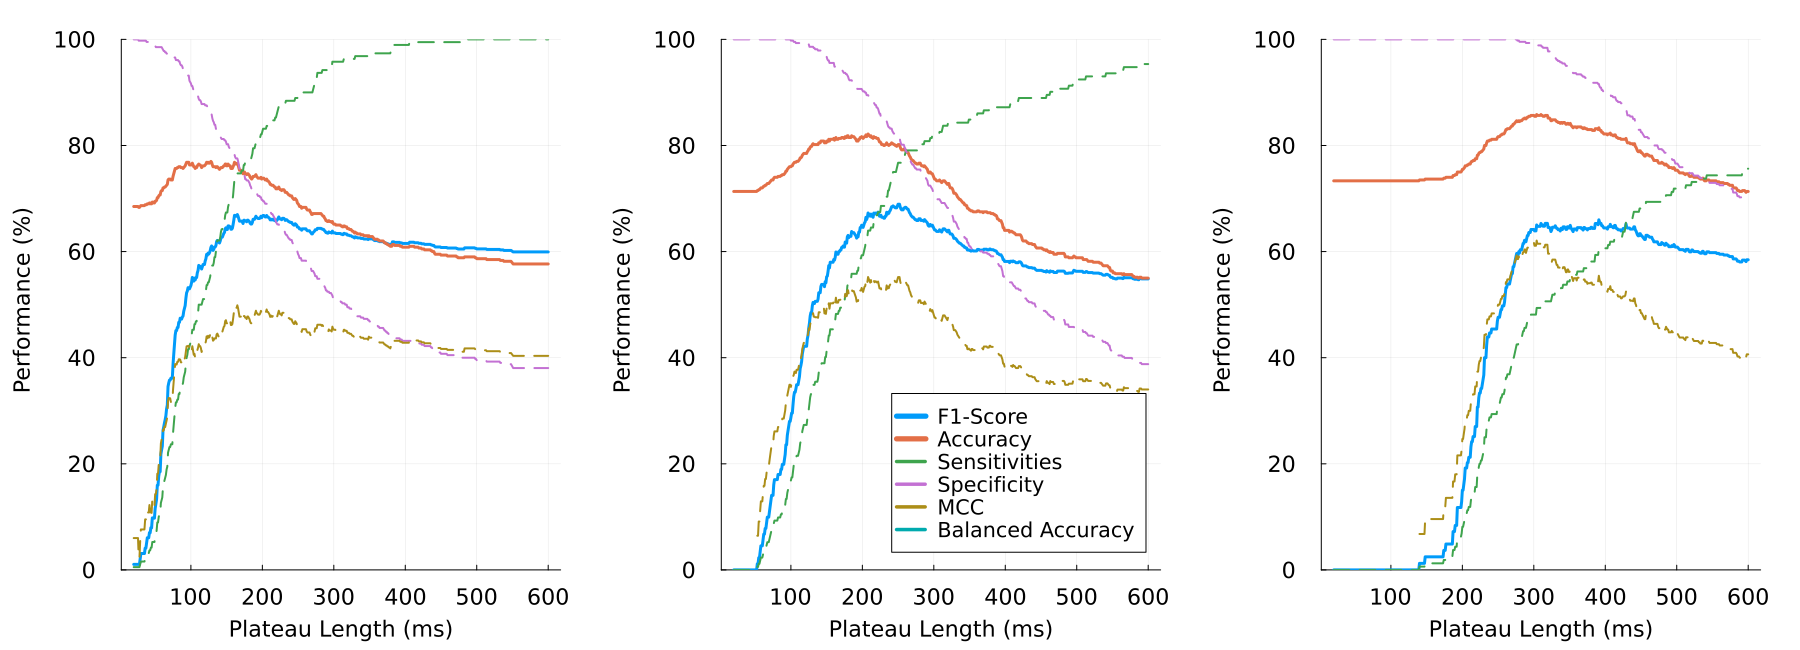 100
80
60
40
20
0
Performance (%)
100 200 300 400 500 600
Plateau Length (ms)
100
80
60
40
20
0
Performance (%)
F1-Score
Accuracy
Sensitivities
Specificity
MCC
Balanced Accuracy
100 200 300 400 500 600
Plateau Length (ms)
100
80
60
40
20
0
Performance (%)
100 200 300 400 500 600
Plateau Length (ms)